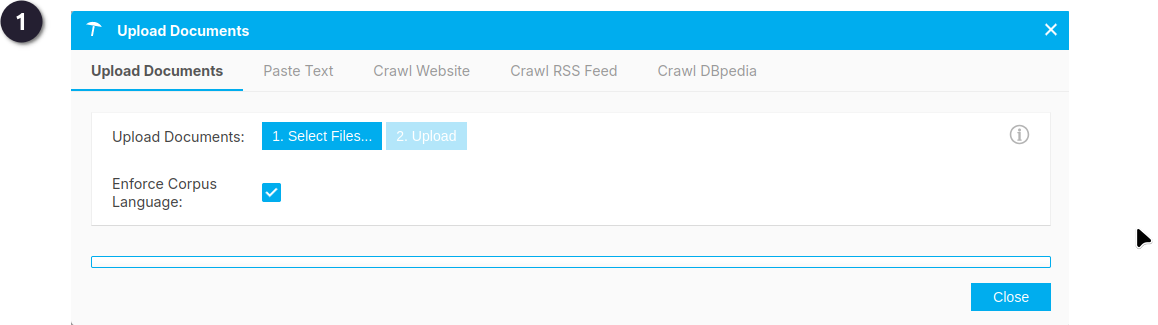 1
Upload Documents
Upload Documents Paste Text Crawl Website Crawl RSS Feed Crawl DBpedia
Upload Documents: 1. Select Files... 2. Upload
Enforce Corpus
Language:
Close